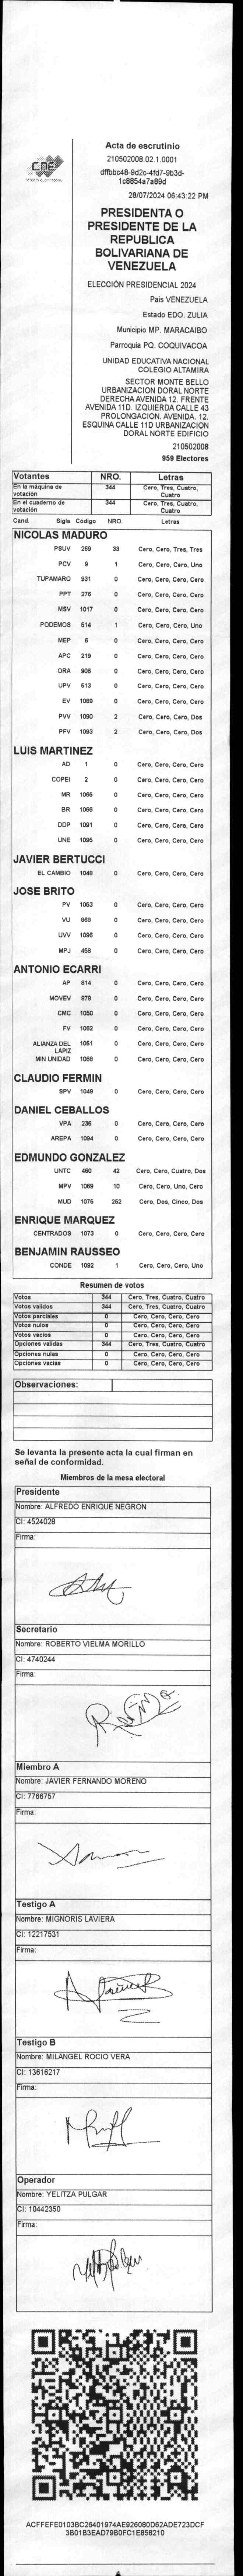 CNE
Acta de escrutinio
210502008.02.1.0001
dffbbc48-9d2c-4fd7-9b3d-
1c8854a7a89d
28/07/2024 06:43:22 PM
PRESIDENTA O
PRESIDENTE DE LA
REPUBLICA
BOLIVARIANA DE
VENEZUELA
ELECCIÓN PRESIDENCIAL 2024
Pais VENEZUELA
Estado EDO. ZULIA
Municipio MP. MARACAIBO
Parroquia PQ. COQUIVACOA
UNIDAD EDUCATIVA NACIONAL
COLEGIO ALTAMIRA
SECTOR MONTE BELLO
URBANIZACION DORAL NORTE
DERECHA AVENIDA 12. FRENTE
AVENIDA 11D. IZQUIERDA CALLE 43
PROLONGACION. AVENIDA. 12.
ESQUINA CALLE 11D URBANIZACION
DORAL NORTE EDIFICIO
210502008
959 Electores
Votantes NRO. Letras
En la máquina de votación 344 Cero, Tres, Cuatro, Cuatro
En el cuaderno de votación 344 Cero, Tres, Cuatro, Cuatro
Cand. Sigla Código NRO. Letras
NICOLAS MADURO
PSUV 269 33 Cero, Cero, Tres, Tres
PCV 9 1 Cero, Cero, Cero, Uno
TUPAMARO 931 0 Cero, Cero, Cero, Cero
PPT 276 0 Cero, Cero, Cero, Cero
MSV 1017 0 Cero, Cero, Cero, Cero
PODEMOS 514 1 Cero, Cero, Cero, Uno
MEP 6 0 Cero, Cero, Cero, Cero
APC 219 0 Cero, Cero, Cero, Cero
ORA 906 0 Cero, Cero, Cero, Cero
UPV 513 0 Cero, Cero, Cero, Cero
EV 1089 0 Cero, Cero, Cero, Cero
PVV 1090 2 Cero, Cero, Cero, Dos
PFV 1093 2 Cero, Cero, Cero, Dos
LUIS MARTINEZ
AD 1 0 Cero, Cero, Cero, Cero
COPEI 2 0 Cero, Cero, Cero, Cero
MR 1065 0 Cero, Cero, Cero, Cero
BR 1066 0 Cero, Cero, Cero, Cero
DDP 1091 0 Cero, Cero, Cero, Cero
UNE 1095 0 Cero, Cero, Cero, Cero
JAVIER BERTUCCI
EL CAMBIO 1048 0 Cero, Cero, Cero, Cero
JOSE BRITO
PV 1053 0 Cero, Cero, Cero, Cero
VU 868 0 Cero, Cero, Cero, Cero
UVV 1096 0 Cero, Cero, Cero, Cero
MPJ 458 0 Cero, Cero, Cero, Cero
ANTONIO ECARRI
AP 814 0 Cero, Cero, Cero, Cero
MOVEV 878 0 Cero, Cero, Cero, Cero
CMC 1050 0 Cero, Cero, Cero, Cero
FV 1062 0 Cero, Cero, Cero, Cero
ALIANZA DEL LAPIZ 1051 0 Cero, Cero, Cero, Cero
MIN UNIDAD 1068 0 Cero, Cero, Cero, Cero
CLAUDIO FERMIN
SPV 1049 0 Cero, Cero, Cero, Cero
DANIEL CEBALLOS
VPA 236 0 Cero, Cero, Cero, Cero
AREPA 1094 0 Cero, Cero, Cero, Cero
EDMUNDO GONZALEZ
UNTC 460 42 Cero, Cero, Cuatro, Dos
MPV 1069 10 Cero, Cero, Uno, Cero
MUD 1075 252 Cero, Dos, Cinco, Dos
ENRIQUE MARQUEZ
CENTRADOS 1073 0 Cero, Cero, Cero, Cero
BENJAMIN RAUSSEO
CONDE 1092 1 Cero, Cero, Cero, Uno
Resumen de votos
Votos 344 Cero, Tres, Cuatro, Cuatro
Votos validos 344 Cero, Tres, Cuatro, Cuatro
Votos parciales 0 Cero, Cero, Cero, Cero
Votos nulos 0 Cero, Cero, Cero, Cero
Votos vacios 0 Cero, Cero, Cero, Cero
Opciones validas 344 Cero, Tres, Cuatro, Cuatro
Opciones nulas 0 Cero, Cero, Cero, Cero
Opciones vacias 0 Cero, Cero, Cero, Cero
Observaciones:
Se levanta la presente acta la cual firman en
señal de conformidad.
Miembros de la mesa electoral
Presidente
Nombre: ALFREDO ENRIQUE NEGRON
CI: 4524028
Firma:
Secretario
Nombre: ROBERTO VIELMA MORILLO
CI: 4740244
Firma:
Miembro A
Nombre: JAVIER FERNANDO MORENO
CI: 7766757
Firma:
Testigo A
Nombre: MIGNORIS LAVIERA
CI: 12217531
Firma:
Testigo B
Nombre: MILANGEL ROCIO VERA
CI: 13616217
Firma:
Operador
Nombre: YELITZA PULGAR
CI: 10442350
Firma:
ACFFEFE0103BC26401974AE926080D62ADE723DCF
3B01B3EAD79B0FC1E858210